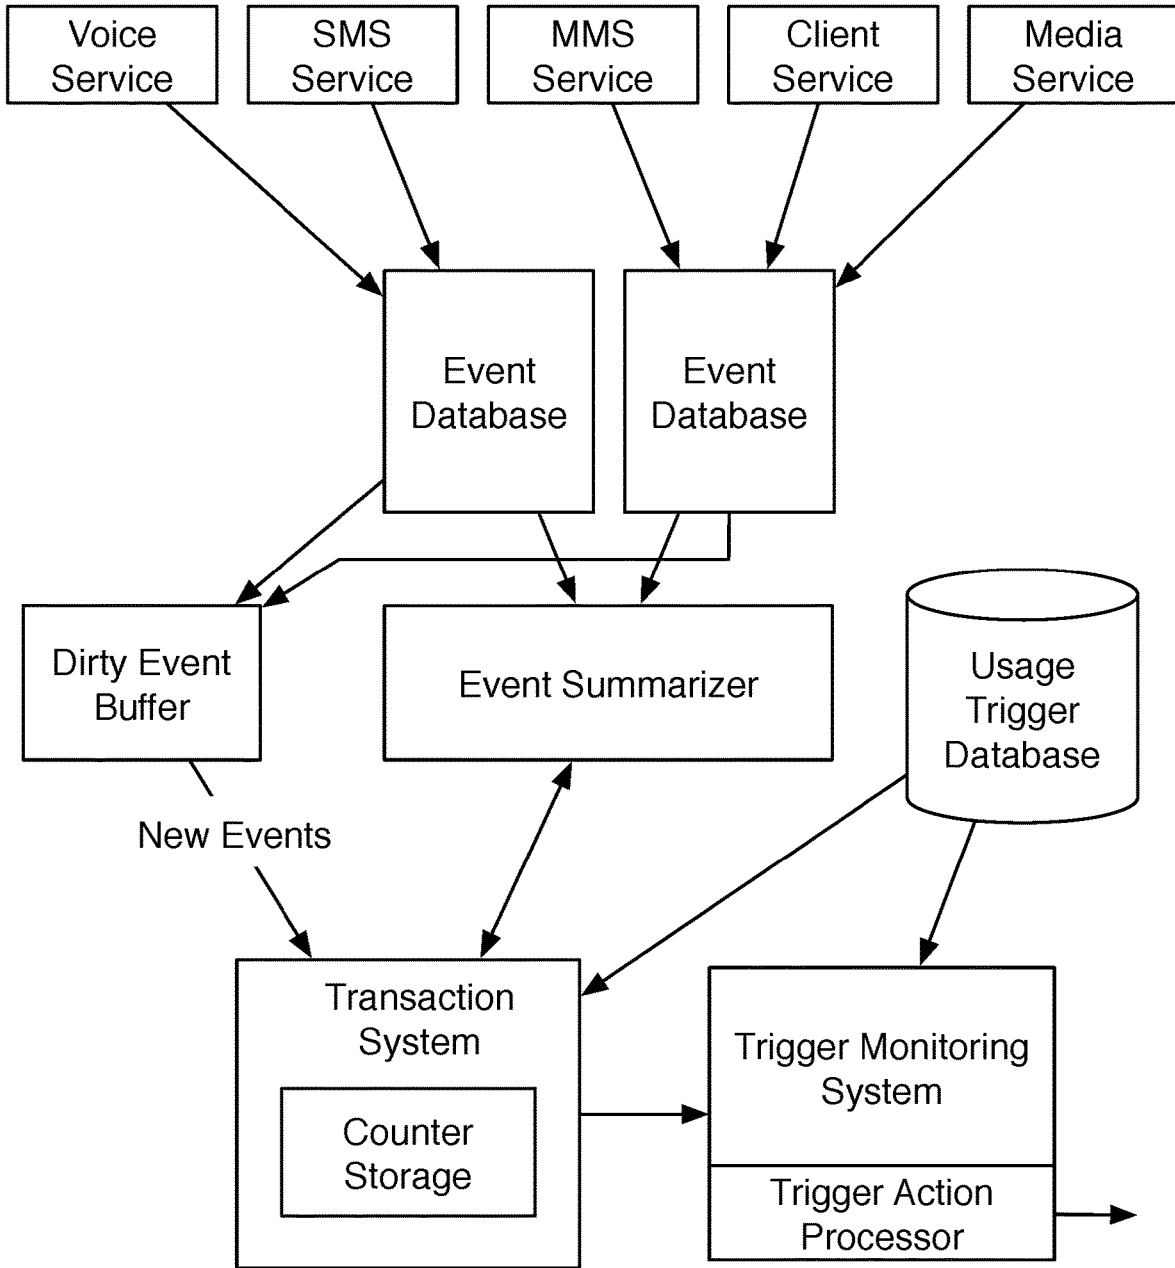 Voice
Service
SMS
Service
MMS
Service
Client
Service
Media
Service
Event
Database
Event
Database
Dirty Event
Buffer
Event Summarizer
Usage
Trigger
Database
New Events
Transaction
System
Counter
Storage
Trigger Monitoring
System
Trigger Action
Processor